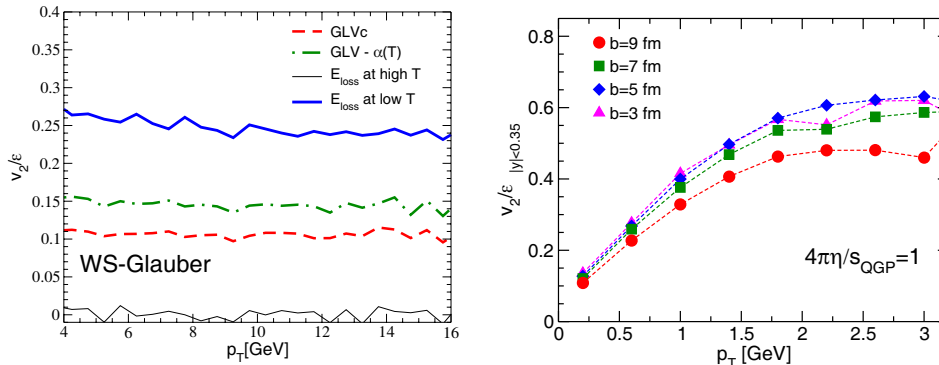 0.4
0.35
0.3
0.25
0.2
0.15
0.1
0.05
0
v2/ε
GLVc
GLV - α(T)
Eloss at high T
Eloss at low T
WS-Glauber
4 6 8 10 12 14 16
pT[GeV]
0.8
0.6
0.4
0.2
0
v2/ε |y|<0.35
b=9 fm
b=7 fm
b=5 fm
b=3 fm
4πη/sQGP=1
0 0.5 1 1.5 2 2.5 3
pT [GeV]